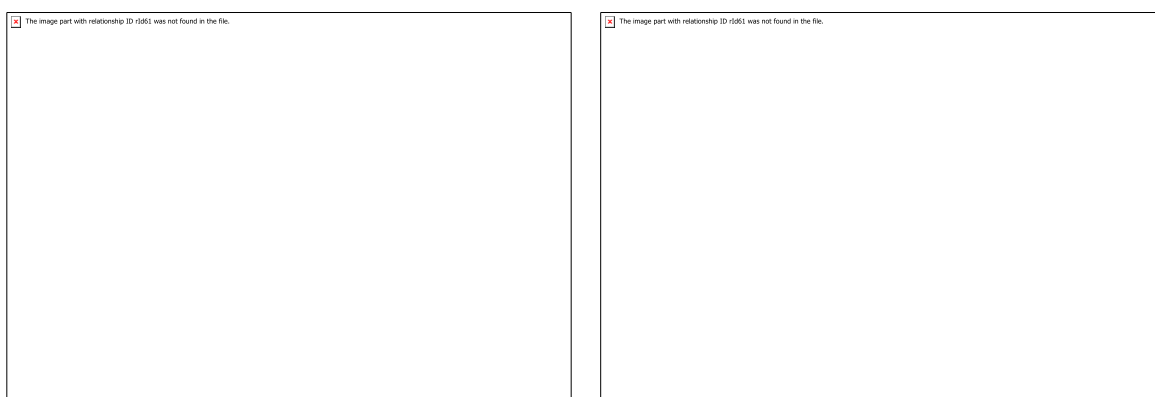 The image part with relationship ID rId61 was not found in the file.
The image part with relationship ID rId61 was not found in the file.